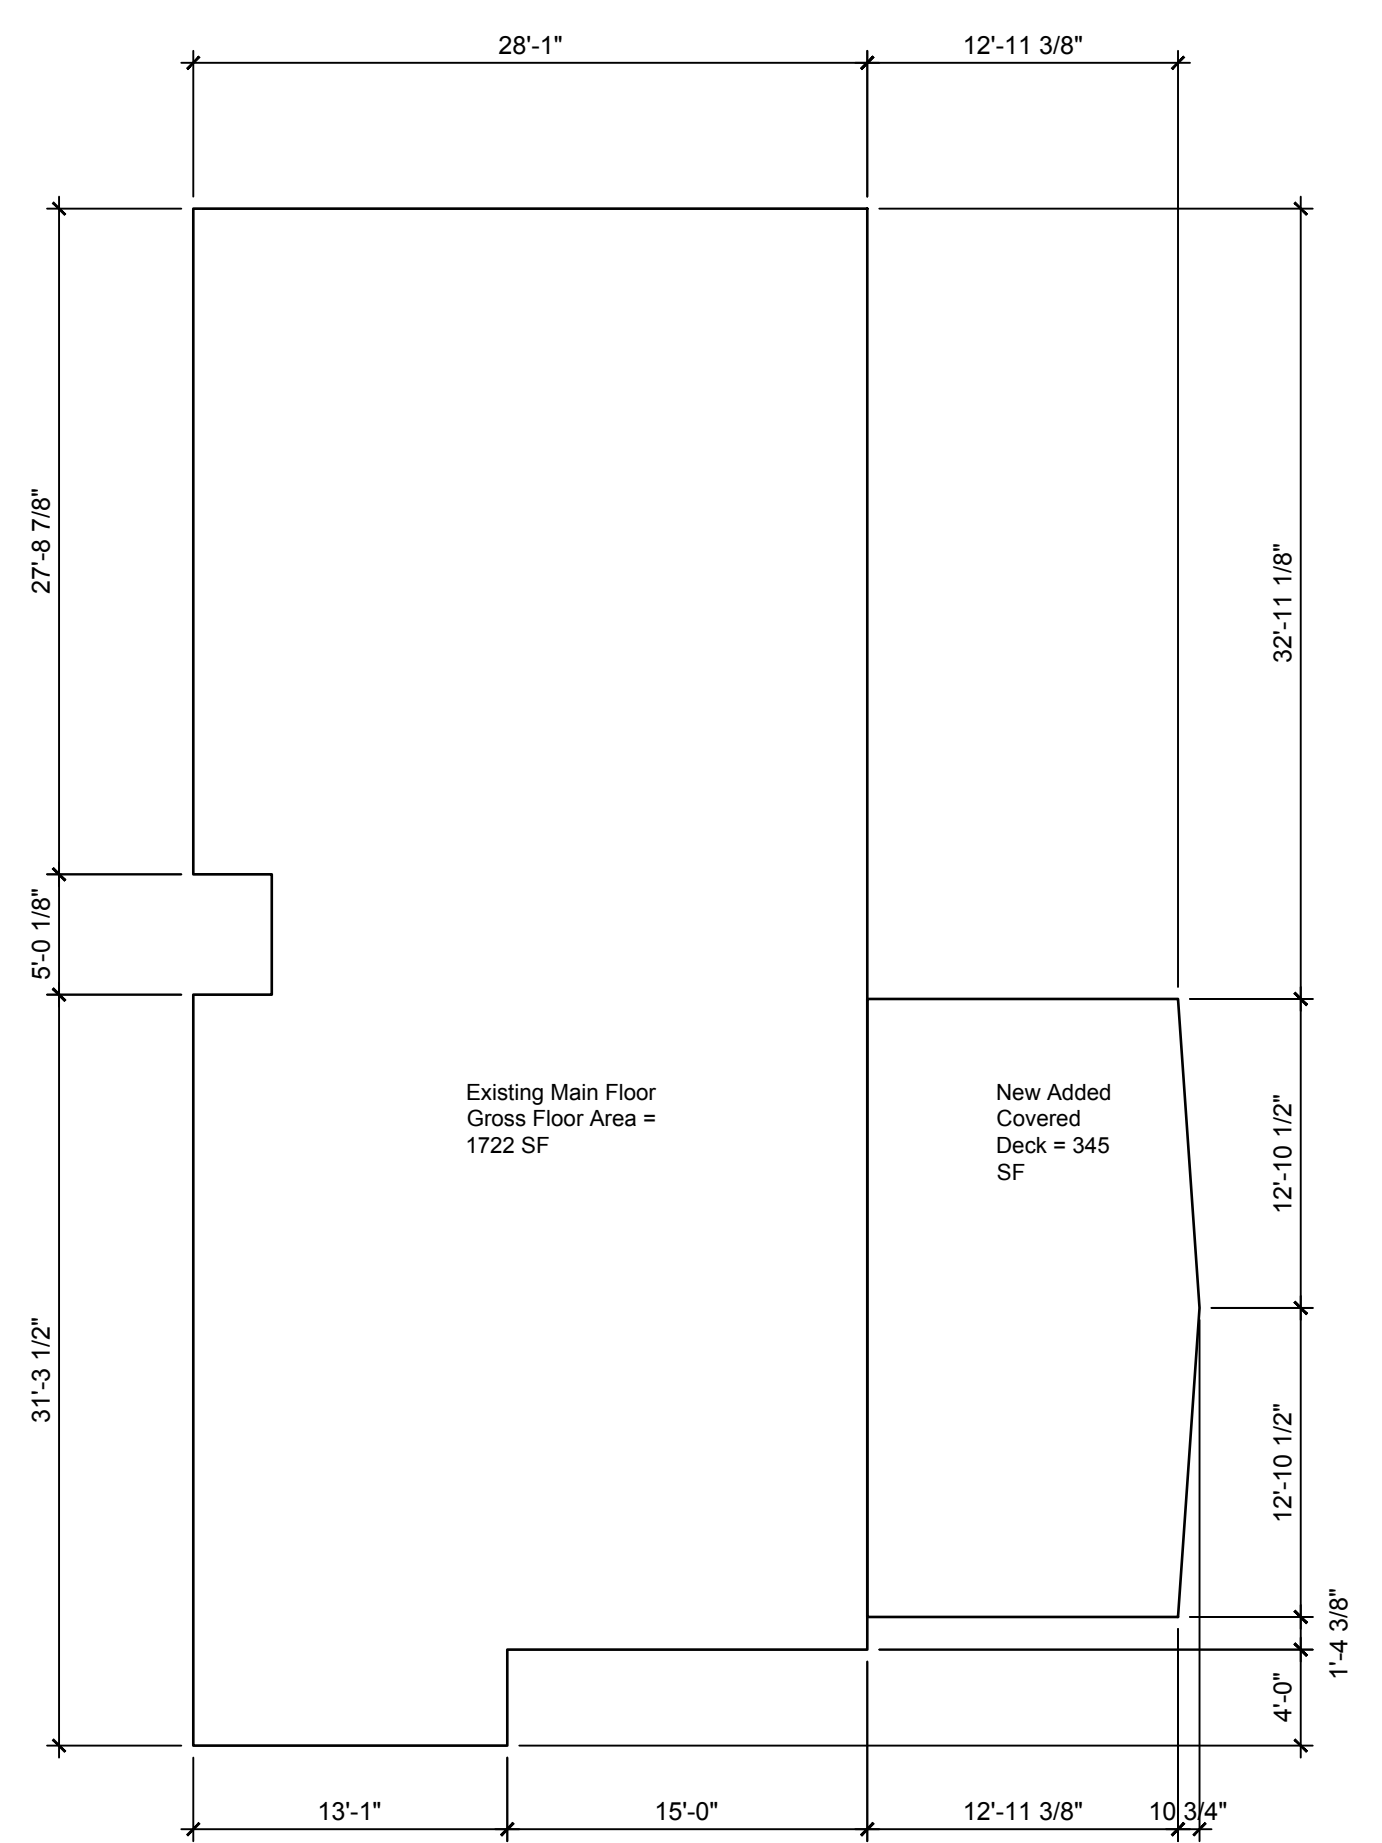 28'-1"
12'-11 3/8"
27'-8 7/8"
32'-11 1/8"
5'-0 1/8"
Existing Main Floor
Gross Floor Area =
1722 SF
New Added
Covered
Deck = 345
SF
12'-10 1/2"
31'-3 1/2"
12'-10 1/2"
1'-4 3/8"
4'-0"
13'-1"
15'-0"
12'-11 3/8"
10 3/4"